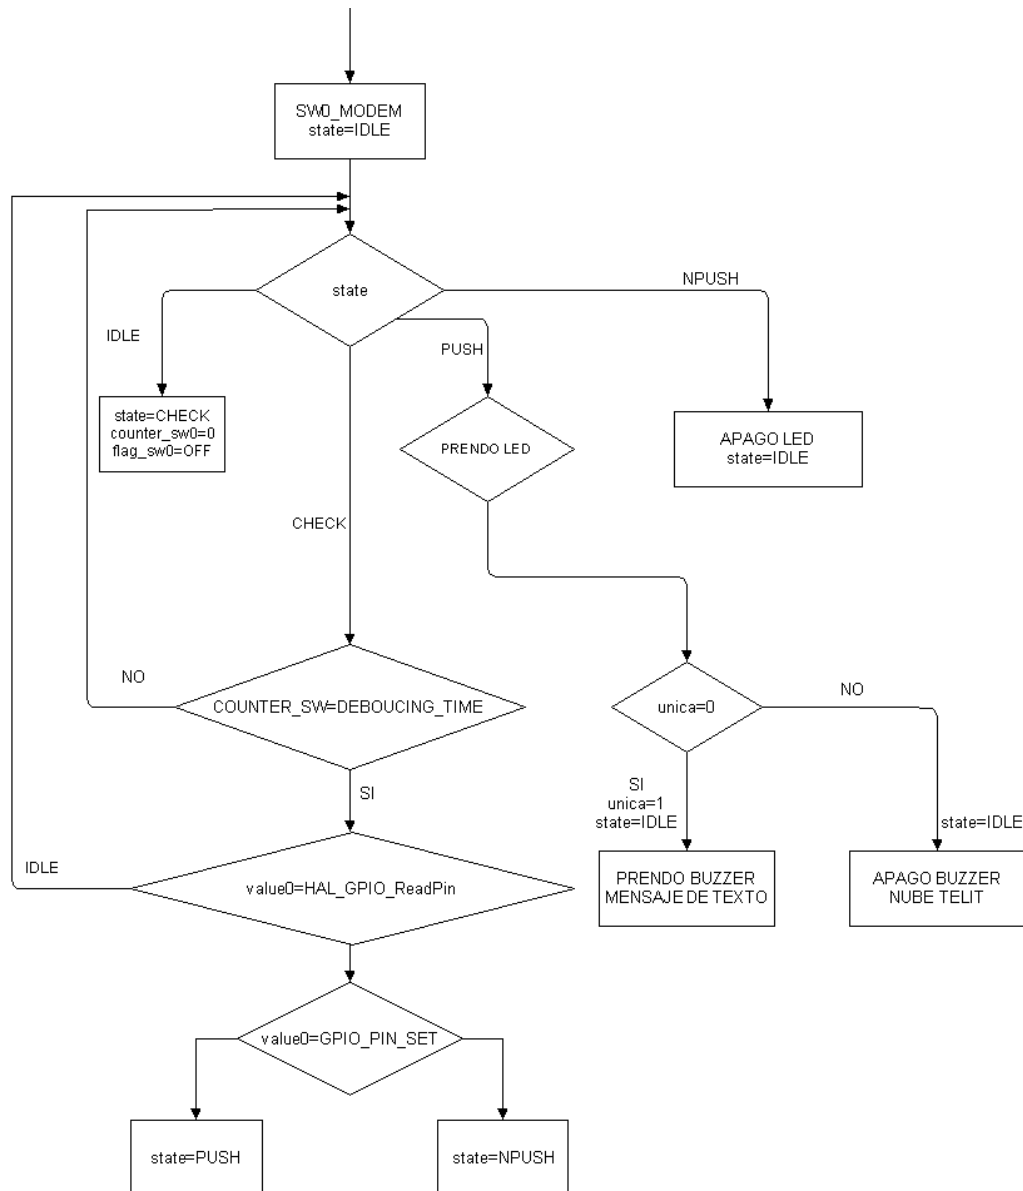 SW0_MODEM
state=IDLE
state
NPUSH
IDLE
PUSH
state=CHECK
counter_sw0=0
flag_sw0=OFF
PRENDO LED
APAGO LED
state=IDLE
CHECK
NO
COUNTER_SW=DEBOUCING_TIME
unica=0
NO
SI
SI
unica=1
state=IDLE
state=IDLE
IDLE
value0=HAL_GPIO_ReadPin
PRENDO BUZZER
MENSAJE DE TEXTO
APAGO BUZZER
NUBE TELIT
value0=GPIO_PIN_SET
state=PUSH
state=NPUSH